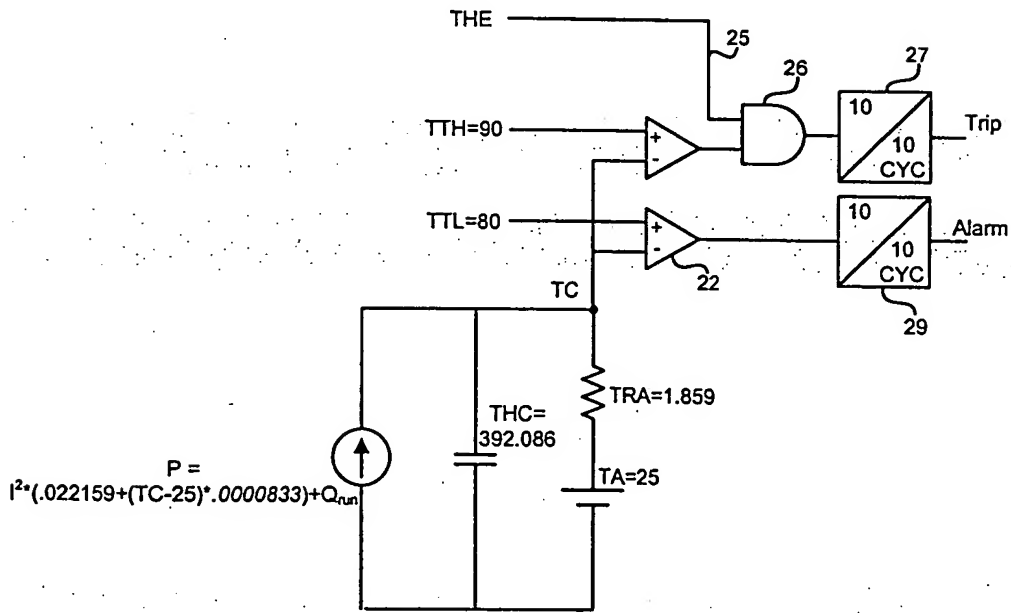 THE
25
26
27
10
10
CYC
Trip
TTH=90
+
-
TTL=80
+
-
22
10
10
CYC
Alarm
29
TC
TRA=1.859
THC=
392.086
TA=25
P =
I²*(.022159+(TC-25)*.0000833)+Qrun